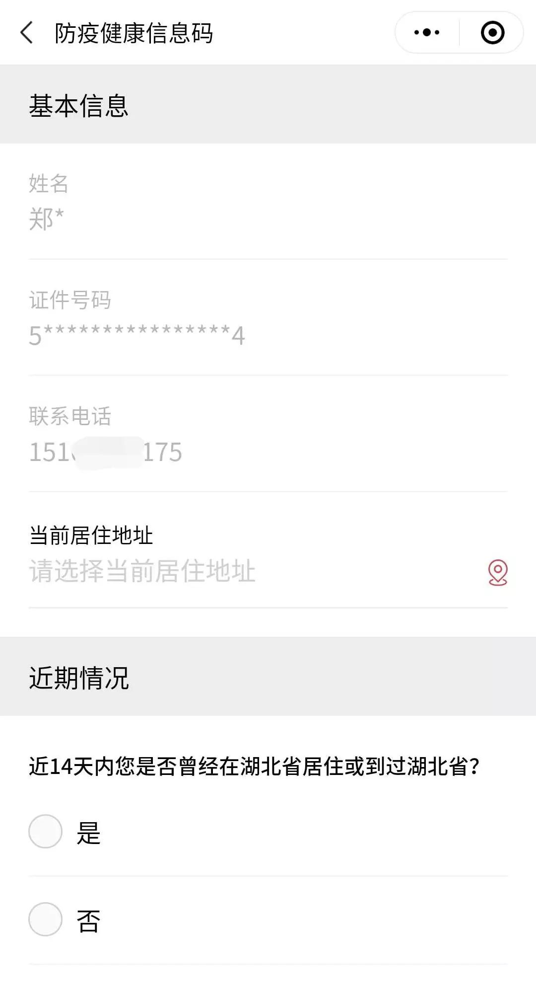 防疫健康信息码
基本信息
姓名
郑*
证件号码
5****************4
联系电话
151 175
当前居住地址
请选择当前居住地址
近期情况
近14天内您是否曾经在湖北省居住或到过湖北省?
是
否